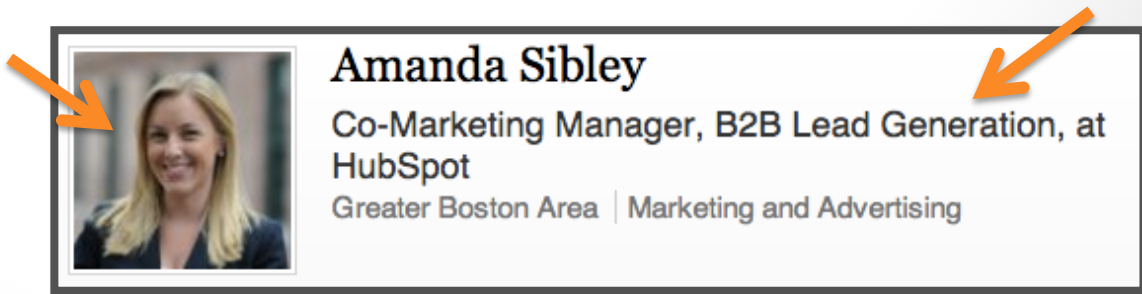 Amanda Sibley
Co-Marketing Manager, B2B Lead Generation, at
HubSpot
Greater Boston Area | Marketing and Advertising